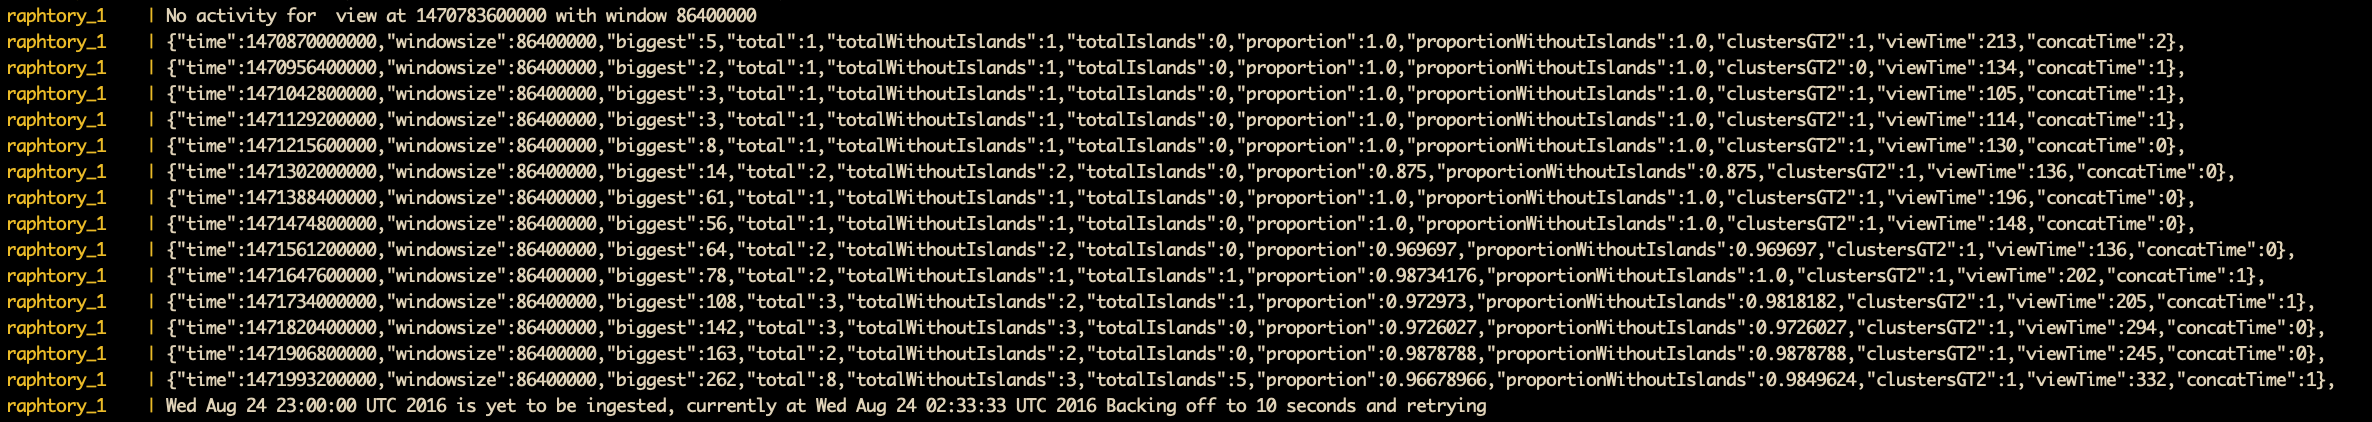 raphtory_1    | No activity for  view at 1470783600000 with window 86400000
raphtory_1    | {"time":1470870000000,"windowsize":86400000,"biggest":5,"total":1,"totalWithoutIslands":1,"totalIslands":0,"proportion":1.0,"proportionWithoutIslands":1.0,"clustersGT2":1,"viewTime":213,"concatTime":2},
raphtory_1    | {"time":1470956400000,"windowsize":86400000,"biggest":2,"total":1,"totalWithoutIslands":1,"totalIslands":0,"proportion":1.0,"proportionWithoutIslands":1.0,"clustersGT2":0,"viewTime":134,"concatTime":1},
raphtory_1    | {"time":1471042800000,"windowsize":86400000,"biggest":3,"total":1,"totalWithoutIslands":1,"totalIslands":0,"proportion":1.0,"proportionWithoutIslands":1.0,"clustersGT2":1,"viewTime":105,"concatTime":1},
raphtory_1    | {"time":1471129200000,"windowsize":86400000,"biggest":3,"total":1,"totalWithoutIslands":1,"totalIslands":0,"proportion":1.0,"proportionWithoutIslands":1.0,"clustersGT2":1,"viewTime":114,"concatTime":1},
raphtory_1    | {"time":1471215600000,"windowsize":86400000,"biggest":8,"total":1,"totalWithoutIslands":1,"totalIslands":0,"proportion":1.0,"proportionWithoutIslands":1.0,"clustersGT2":1,"viewTime":130,"concatTime":0},
raphtory_1    | {"time":1471302000000,"windowsize":86400000,"biggest":14,"total":2,"totalWithoutIslands":2,"totalIslands":0,"proportion":0.875,"proportionWithoutIslands":0.875,"clustersGT2":1,"viewTime":136,"concatTime":0},
raphtory_1    | {"time":1471388400000,"windowsize":86400000,"biggest":61,"total":1,"totalWithoutIslands":1,"totalIslands":0,"proportion":1.0,"proportionWithoutIslands":1.0,"clustersGT2":1,"viewTime":196,"concatTime":0},
raphtory_1    | {"time":1471474800000,"windowsize":86400000,"biggest":56,"total":1,"totalWithoutIslands":1,"totalIslands":0,"proportion":1.0,"proportionWithoutIslands":1.0,"clustersGT2":1,"viewTime":148,"concatTime":0},
raphtory_1    | {"time":1471561200000,"windowsize":86400000,"biggest":64,"total":2,"totalWithoutIslands":2,"totalIslands":0,"proportion":0.969697,"proportionWithoutIslands":0.969697,"clustersGT2":1,"viewTime":136,"concatTime":0},
raphtory_1    | {"time":1471647600000,"windowsize":86400000,"biggest":78,"total":2,"totalWithoutIslands":1,"totalIslands":1,"proportion":0.98734176,"proportionWithoutIslands":1.0,"clustersGT2":1,"viewTime":202,"concatTime":1},
raphtory_1    | {"time":1471734000000,"windowsize":86400000,"biggest":108,"total":3,"totalWithoutIslands":2,"totalIslands":1,"proportion":0.972973,"proportionWithoutIslands":0.9818182,"clustersGT2":1,"viewTime":205,"concatTime":1},
raphtory_1    | {"time":1471820400000,"windowsize":86400000,"biggest":142,"total":3,"totalWithoutIslands":3,"totalIslands":0,"proportion":0.9726027,"proportionWithoutIslands":0.9726027,"clustersGT2":1,"viewTime":294,"concatTime":0},
raphtory_1    | {"time":1471906800000,"windowsize":86400000,"biggest":163,"total":2,"totalWithoutIslands":2,"totalIslands":0,"proportion":0.9878788,"proportionWithoutIslands":0.9878788,"clustersGT2":1,"viewTime":245,"concatTime":0},
raphtory_1    | {"time":1471993200000,"windowsize":86400000,"biggest":262,"total":8,"totalWithoutIslands":3,"totalIslands":5,"proportion":0.96678966,"proportionWithoutIslands":0.9849624,"clustersGT2":1,"viewTime":332,"concatTime":1},
raphtory_1    | Wed Aug 24 23:00:00 UTC 2016 is yet to be ingested, currently at Wed Aug 24 02:33:33 UTC 2016 Backing off to 10 seconds and retrying